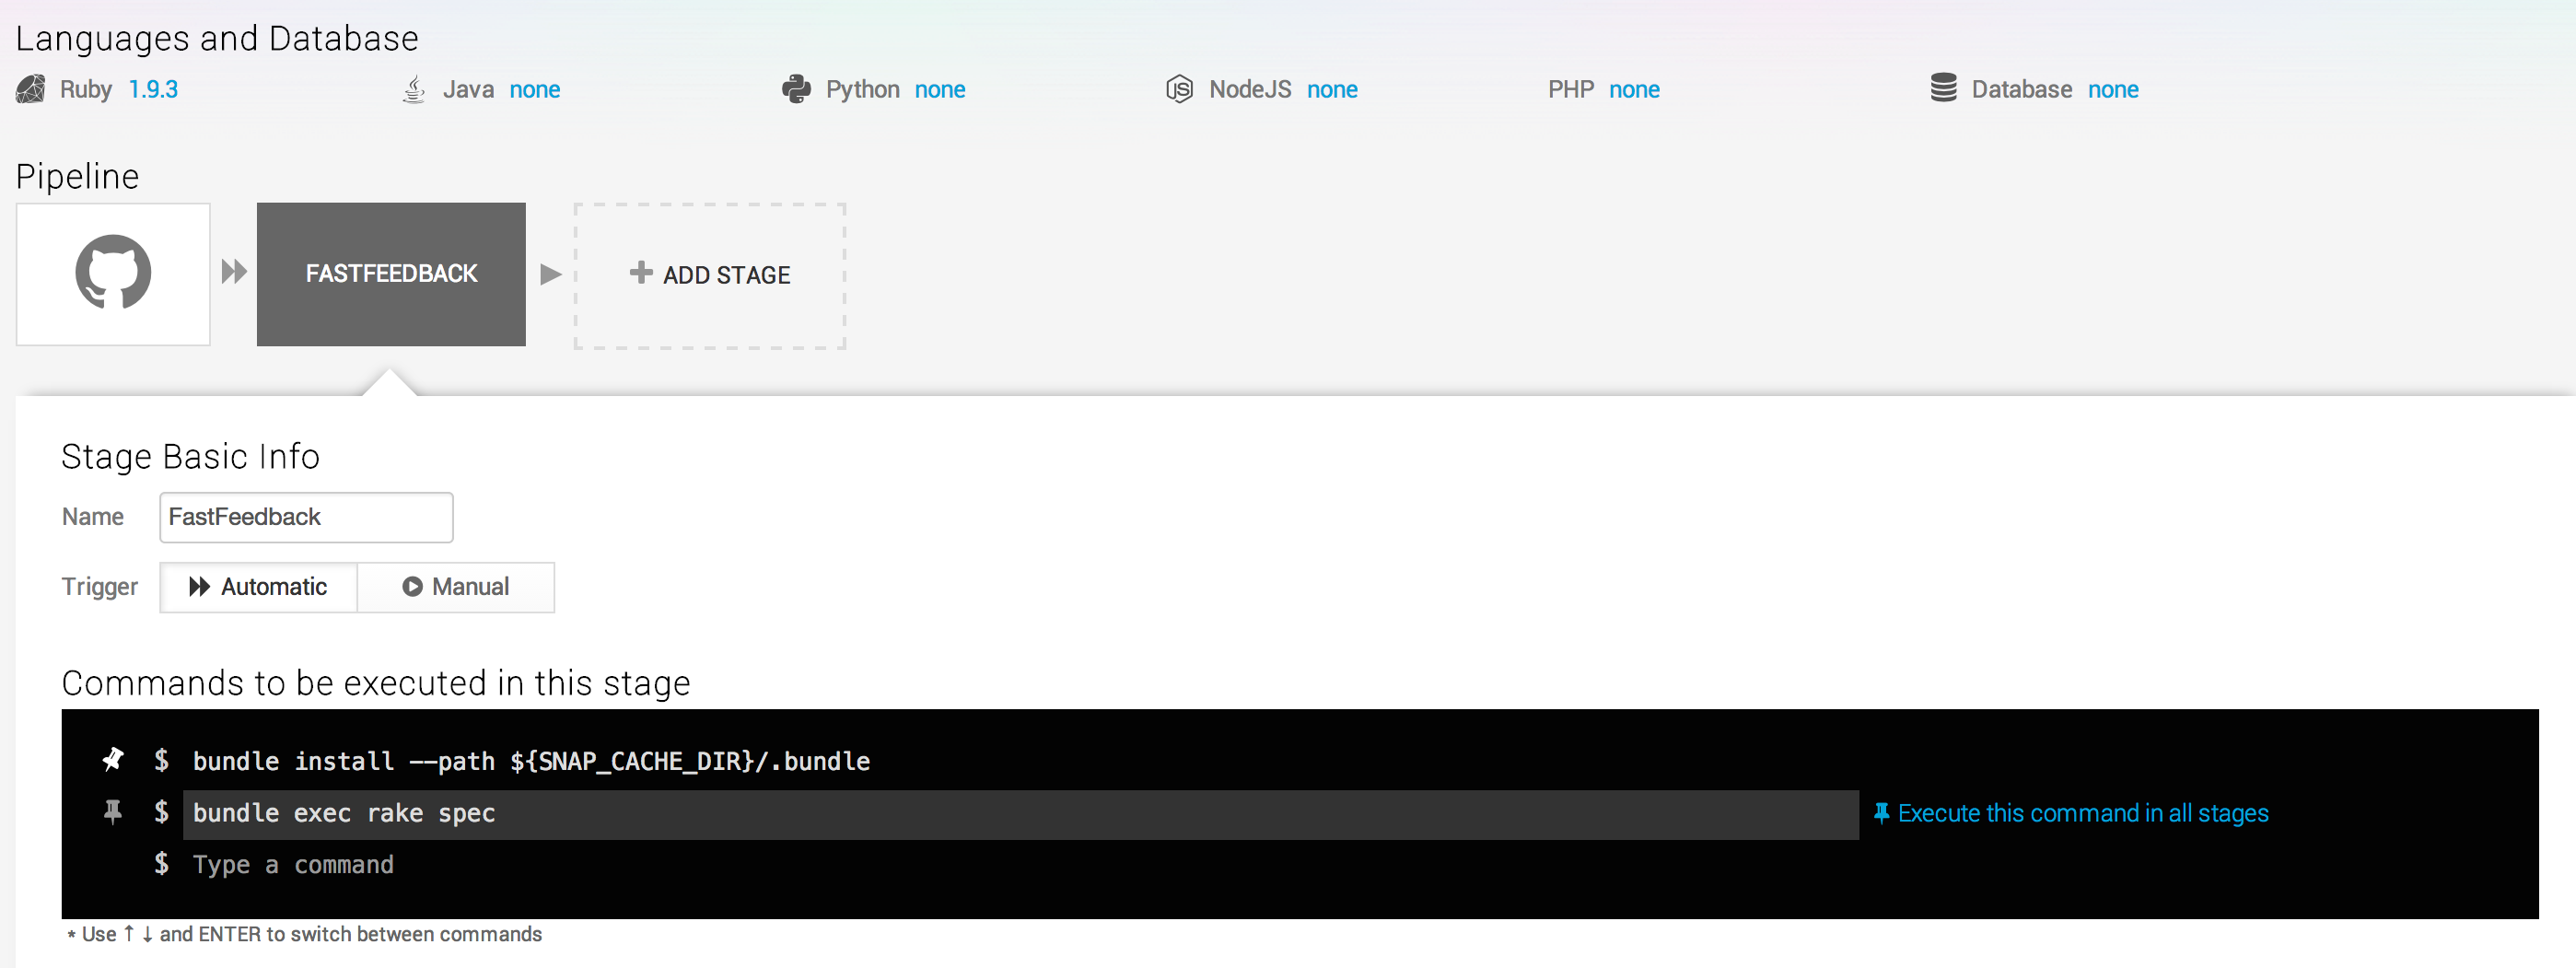 Languages and Database
Ruby 1.9.3 Java none Python none NodeJS none PHP none Database none
Pipeline
FASTFEEDBACK ADD STAGE
Stage Basic Info
Name FastFeedback
Trigger Automatic Manual
Commands to be executed in this stage
$ bundle install --path ${SNAP_CACHE_DIR}/.bundle
$ bundle exec rake spec Execute this command in all stages
$ Type a command
* Use ↑ ↓ and ENTER to switch between commands